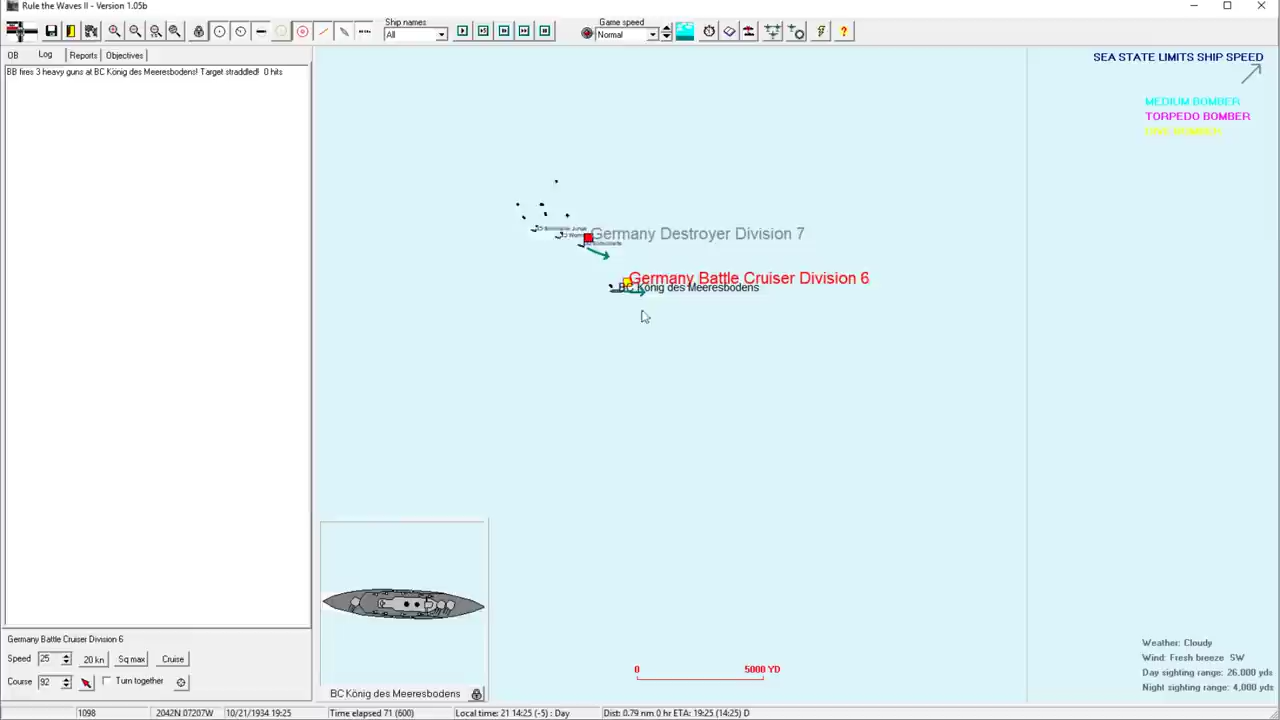 Rule the Waves II - Version 1.05b
Ship names
All
Game speed
Normal
OB Log Reports Objectives
BB fires 3 heavy guns at BC König des Meeresbodens! Target straddled! 0 hits
SEA STATE LIMITS SHIP SPEED
MEDIUM BOMBER
TORPEDO BOMBER
DIVE BOMBER
Germany Destroyer Division 7
Germany Battle Cruiser Division 6
BC König des Meeresbodens
0 5000 YD
Weather: Cloudy
Wind: Fresh breeze SW
Day sighting range: 26,000 yds
Night sighting range: 4,000 yds
Germany Battle Cruiser Division 6
Speed 25 20 kn Sq max Cruise
Course 92 Turn together
BC König des Meeresbodens
1098 2042N 07207W 10/21/1934 19:25 Time elapsed 71 (600) Local time: 21 14:25 (-5) : Day Dist: 0.79 nm 0 hr ETA: 19:25 (14:25) D